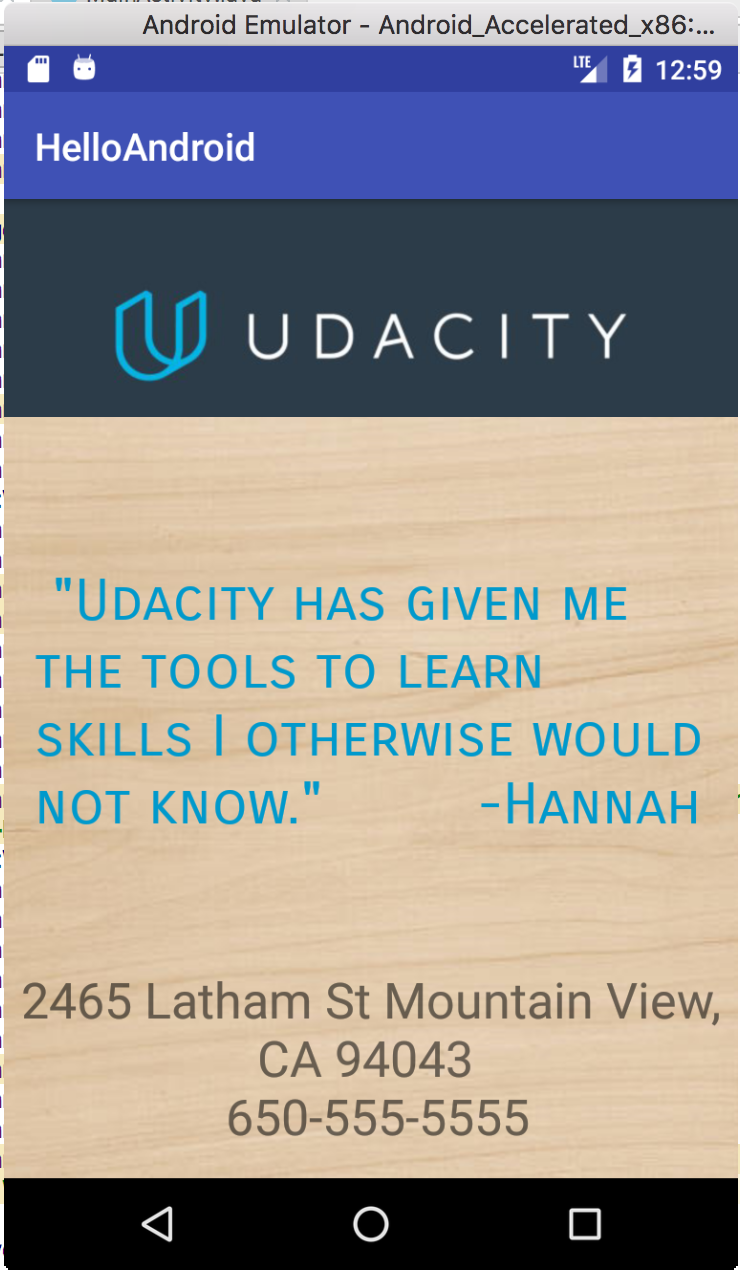 Android Emulator - Android_Accelerated_x86:...
LTE 12:59
HelloAndroid
UDACITY
"Udacity has given me
the tools to learn
skills I otherwise would
not know." -Hannah
2465 Latham St Mountain View,
CA 94043
650-555-5555